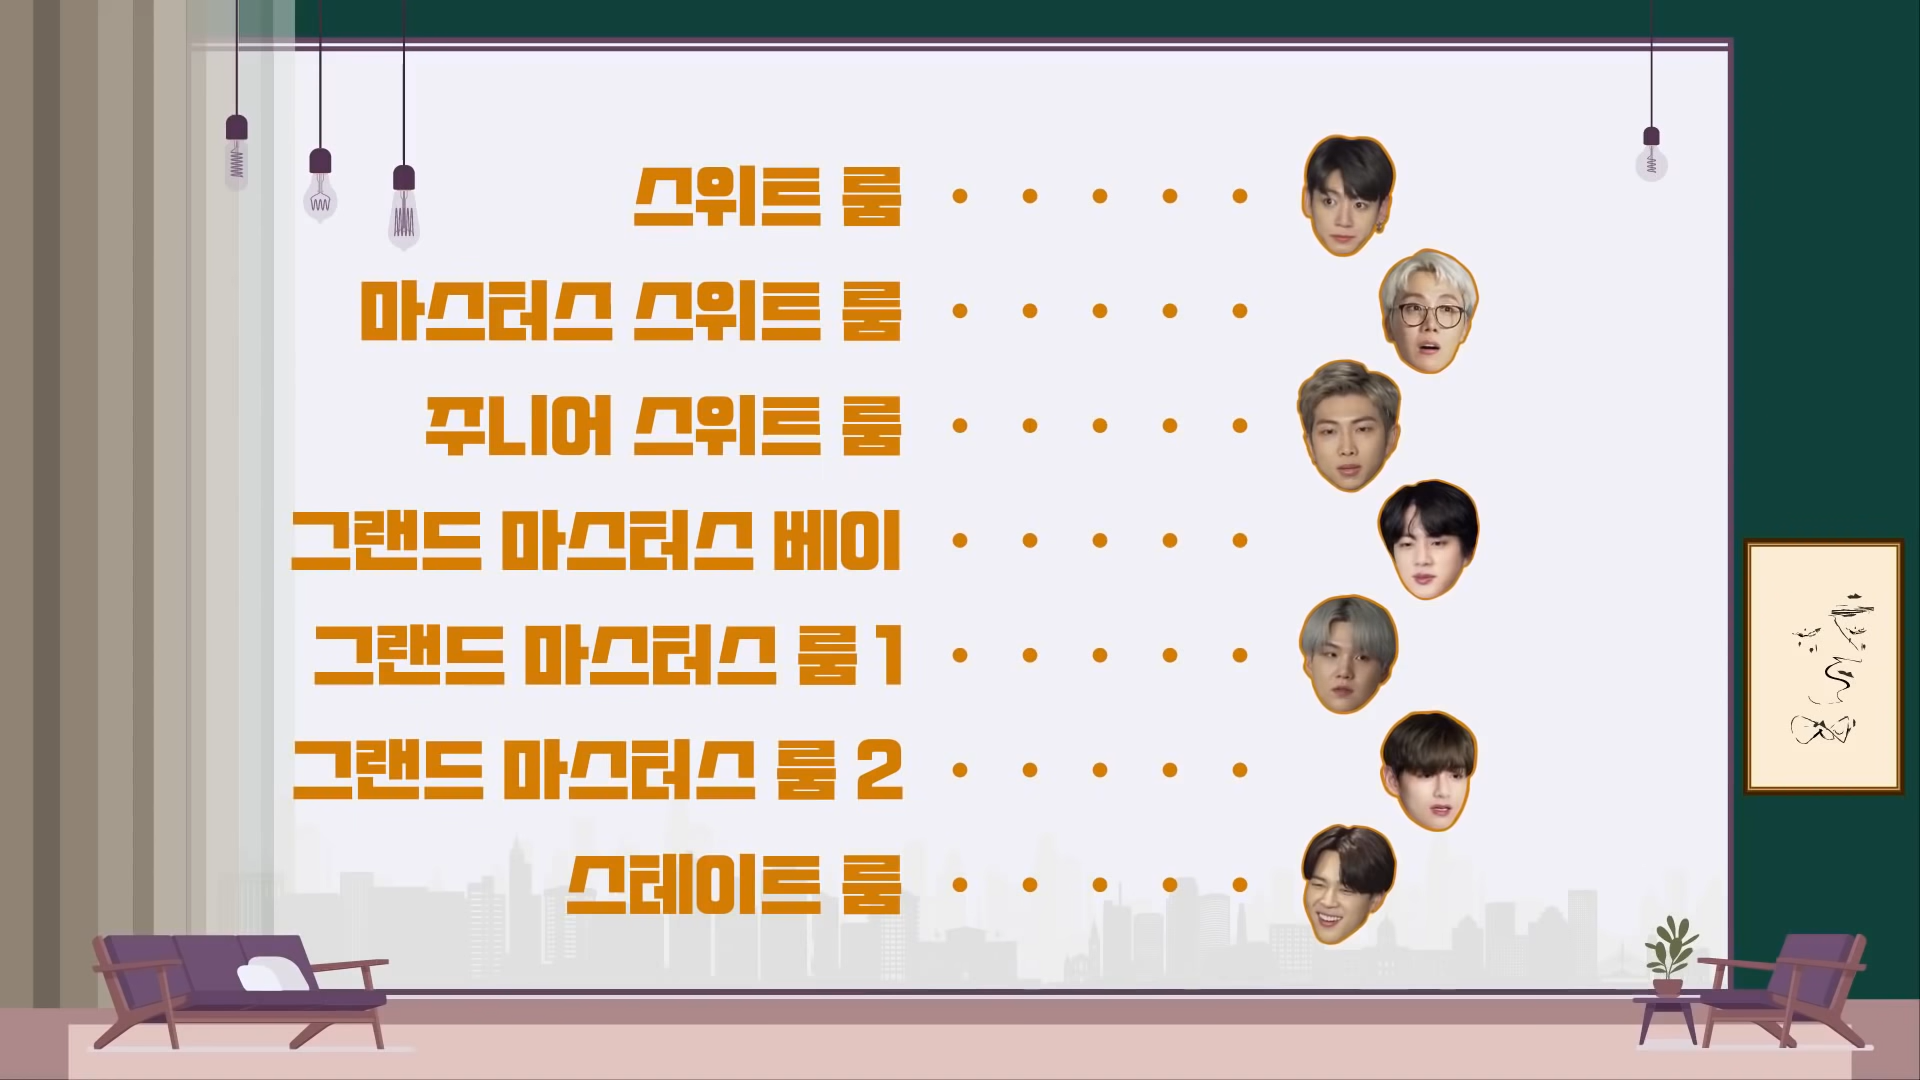 스위트 룸
마스터스 스위트 룸
주니어 스위트 룸
그랜드 마스터스 베이
그랜드 마스터스 룸 1
그랜드 마스터스 룸 2
스테이트 룸